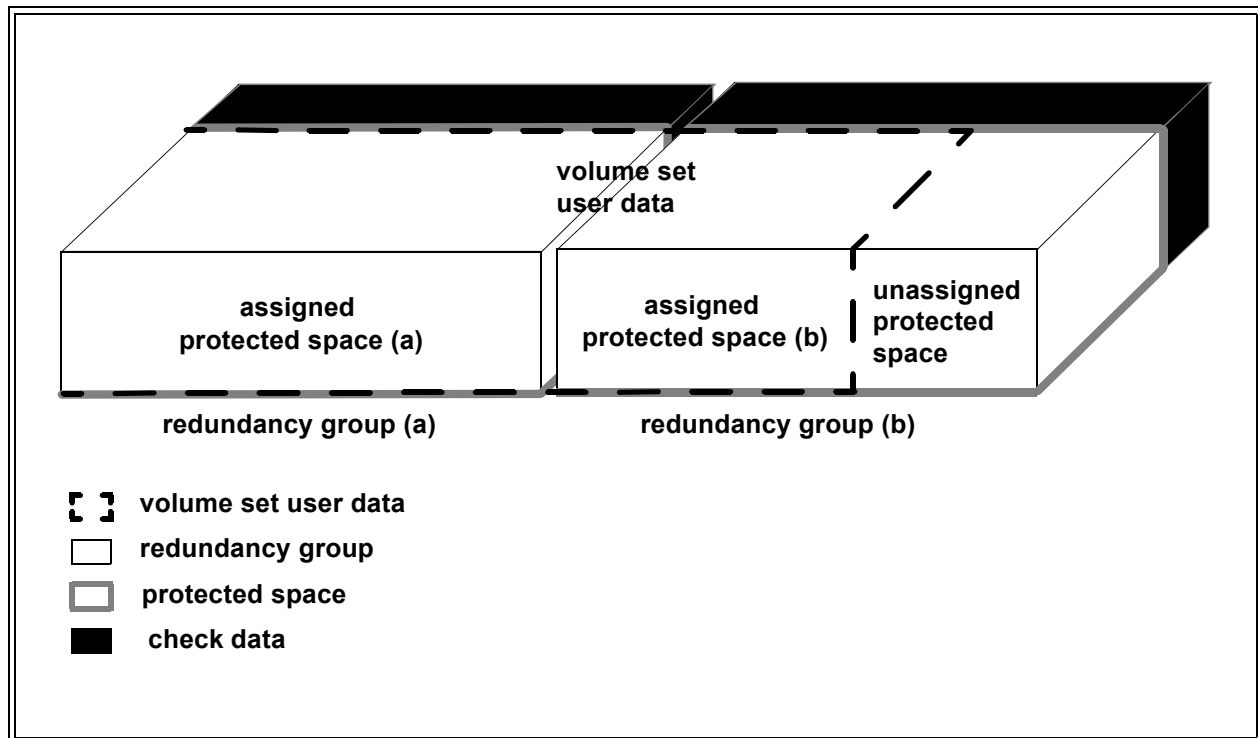 volume set
user data
assigned
protected space (a)
assigned
protected space (b)
unassigned
protected
space
redundancy group (a)
redundancy group (b)
volume set user data
redundancy group
protected space
check data